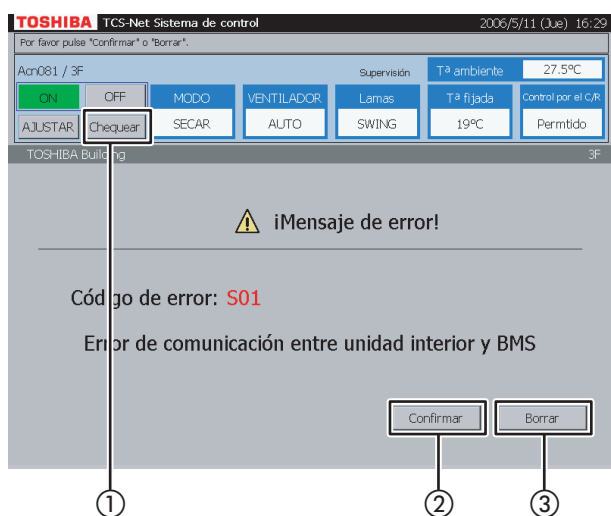 TOSHIBA TCS-Net Sistema de control 2006/5/11 (Jue) 16:29
Por favor pulse "Confirmar" o "Borrar".
Acn081 / 3F Supervisión Tª ambiente 27.5ºC
ON OFF MODO VENTILADOR Lamas Tª fijada Control por el C/R
AJUSTAR Chequear SECAR AUTO SWING 19ºC Permtido
TOSHIBA Building 3F
¡Mensaje de error!
Código de error: S01
Error de comunicación entre unidad interior y BMS
Confirmar Borrar
① ② ③